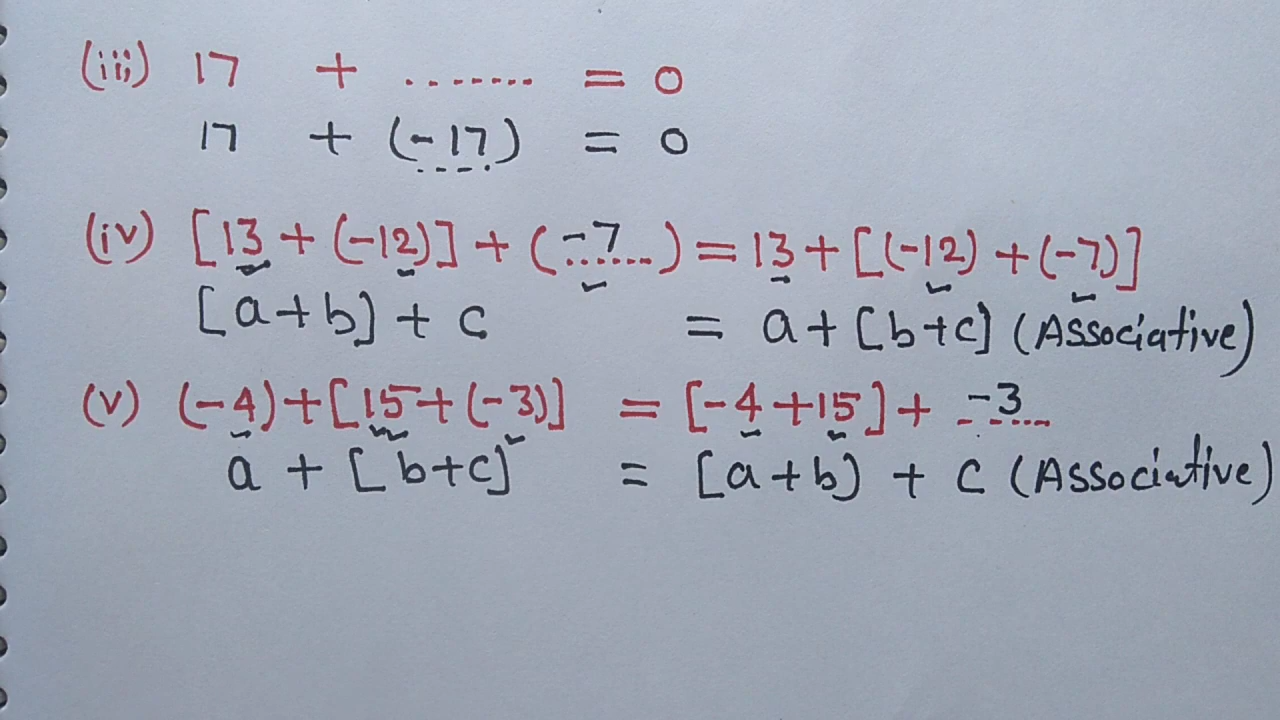 (iii) 17 + ........ = 0
17 + (-17) = 0
(iv) [13 + (-12)] + (-7......) = 13 + [(-12) + (-7)]
[a+b] + c = a + [b+c] (Associative)
(v) (-4) + [15 + (-3)] = [-4 + 15] + -3......
a + [b+c] = [a+b] + c (Associative)